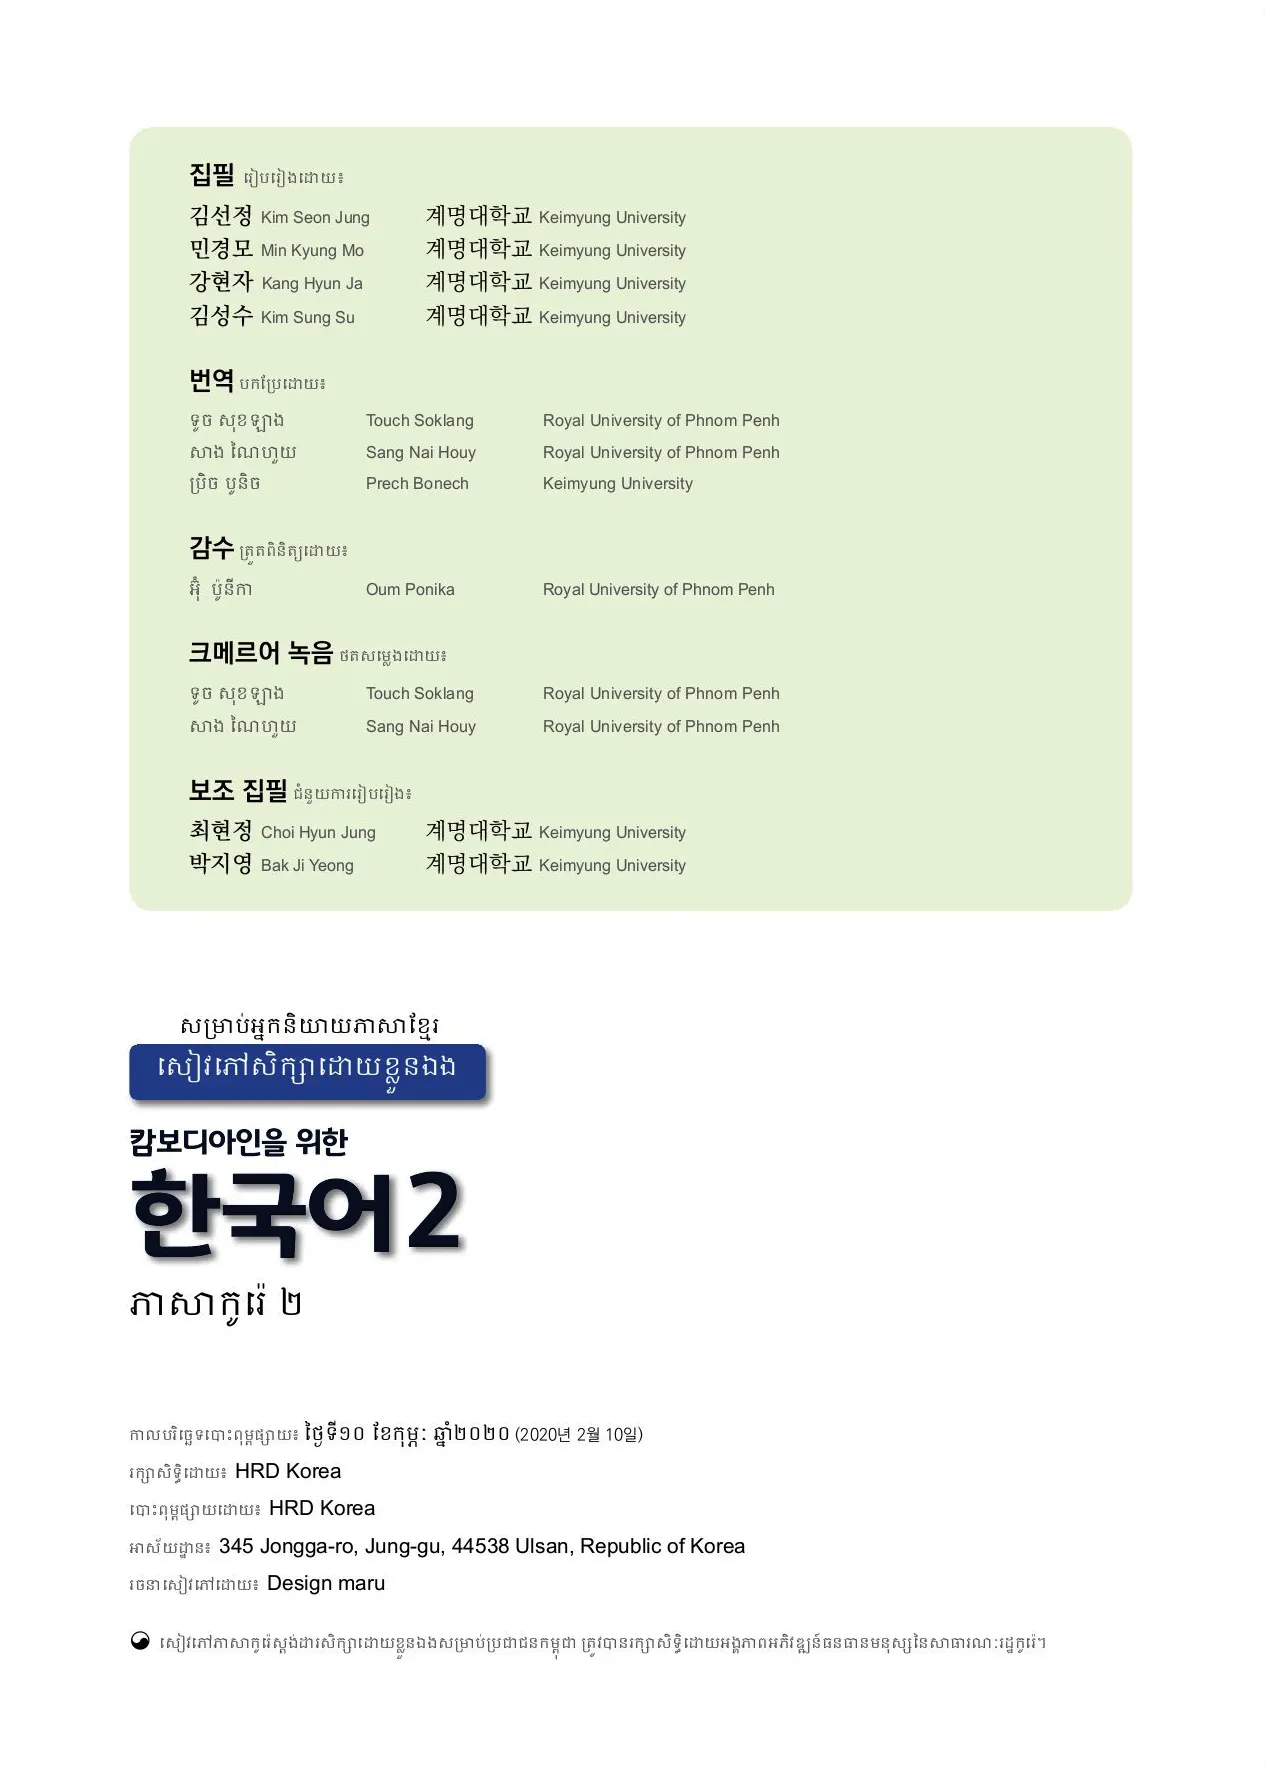 집필 រៀបរៀងដោយ៖
김선정 Kim Seon Jung 계명대학교 Keimyung University
민경모 Min Kyung Mo 계명대학교 Keimyung University
강현자 Kang Hyun Ja 계명대학교 Keimyung University
김성수 Kim Sung Su 계명대학교 Keimyung University
번역 បកប្រែដោយ៖
ទូច សុខឡាង Touch Soklang Royal University of Phnom Penh
សាង ណៃហួយ Sang Nai Houy Royal University of Phnom Penh
ប្រិច បូនិច Prech Bonech Keimyung University
감수 ត្រួតពិនិត្យដោយ៖
អ៊ុំ ប៉ូនីកា Oum Ponika Royal University of Phnom Penh
크메르어 녹음 ថតសម្លេងដោយ៖
ទូច សុខឡាង Touch Soklang Royal University of Phnom Penh
សាង ណៃហួយ Sang Nai Houy Royal University of Phnom Penh
보조 집필 ជំនួយការរៀបរៀង៖
최현정 Choi Hyun Jung 계명대학교 Keimyung University
박지영 Bak Ji Yeong 계명대학교 Keimyung University
សម្រាប់អ្នកនិយាយភាសាខ្មែរ
សៀវភៅសិក្សាដោយខ្លួនឯង
캄보디아인을 위한
한국어2
ភាសាកូរ៉េ ២
កាលបរិច្ឆេទបោះពុម្ពផ្សាយ៖ ថ្ងៃទី១០ ខែកុម្ភៈ ឆ្នាំ២០២០ (2020년 2월 10일)
រក្សាសិទ្ធិដោយ៖ HRD Korea
បោះពុម្ពផ្សាយដោយ៖ HRD Korea
អាស័យដ្ឋាន៖ 345 Jongga-ro, Jung-gu, 44538 Ulsan, Republic of Korea
រចនាសៀវភៅដោយ៖ Design maru
សៀវភៅភាសាកូរ៉េស្តង់ដារសិក្សាដោយខ្លួនឯងសម្រាប់ប្រជាជនកម្ពុជា ត្រូវបានរក្សាសិទ្ធិដោយអង្គភាពអភិវឌ្ឍន៍ធនធានមនុស្សនៃសាធារណៈរដ្ឋកូរ៉េ។